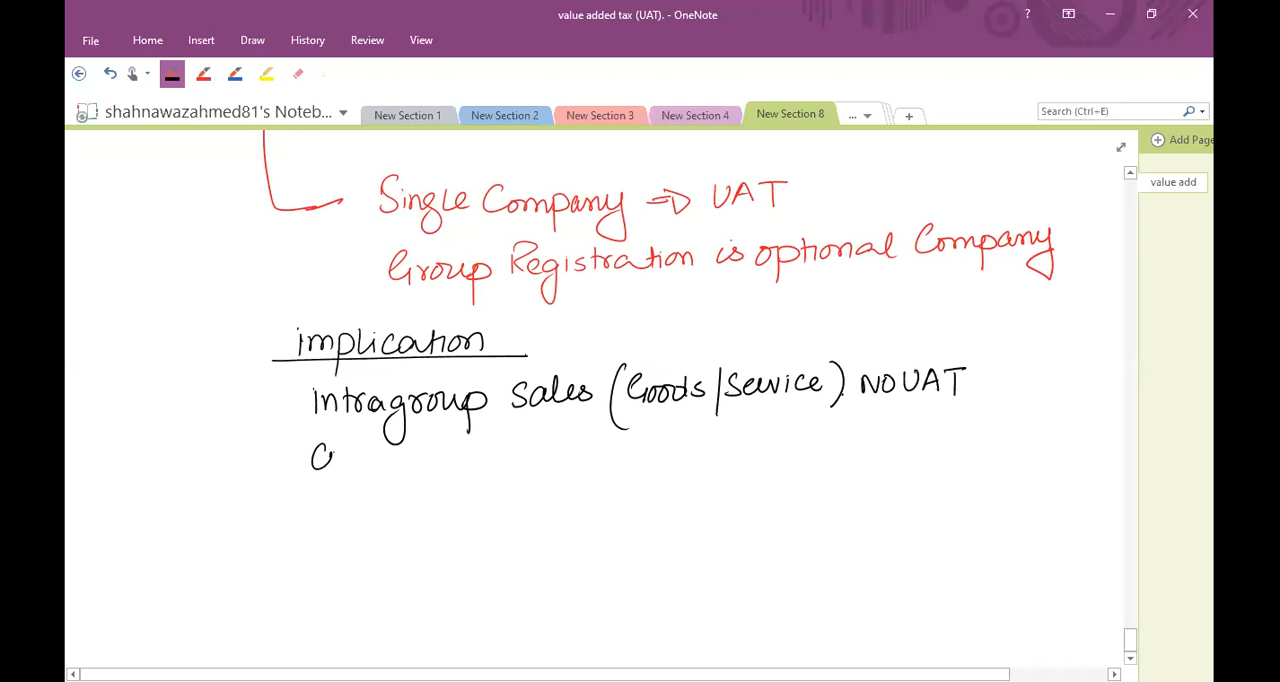 value added tax (UAT). - OneNote
?
File Home Insert Draw History Review View
shahnawazahmed81's Noteb... New Section 1 New Section 2 New Section 3 New Section 4 New Section 8 ... + Search (Ctrl+E)
+ Add Page
value add
Single Company ⇒ UAT
Group Registration is optional Company
implication
intragroup sales (Goods/Service) NO UAT
O